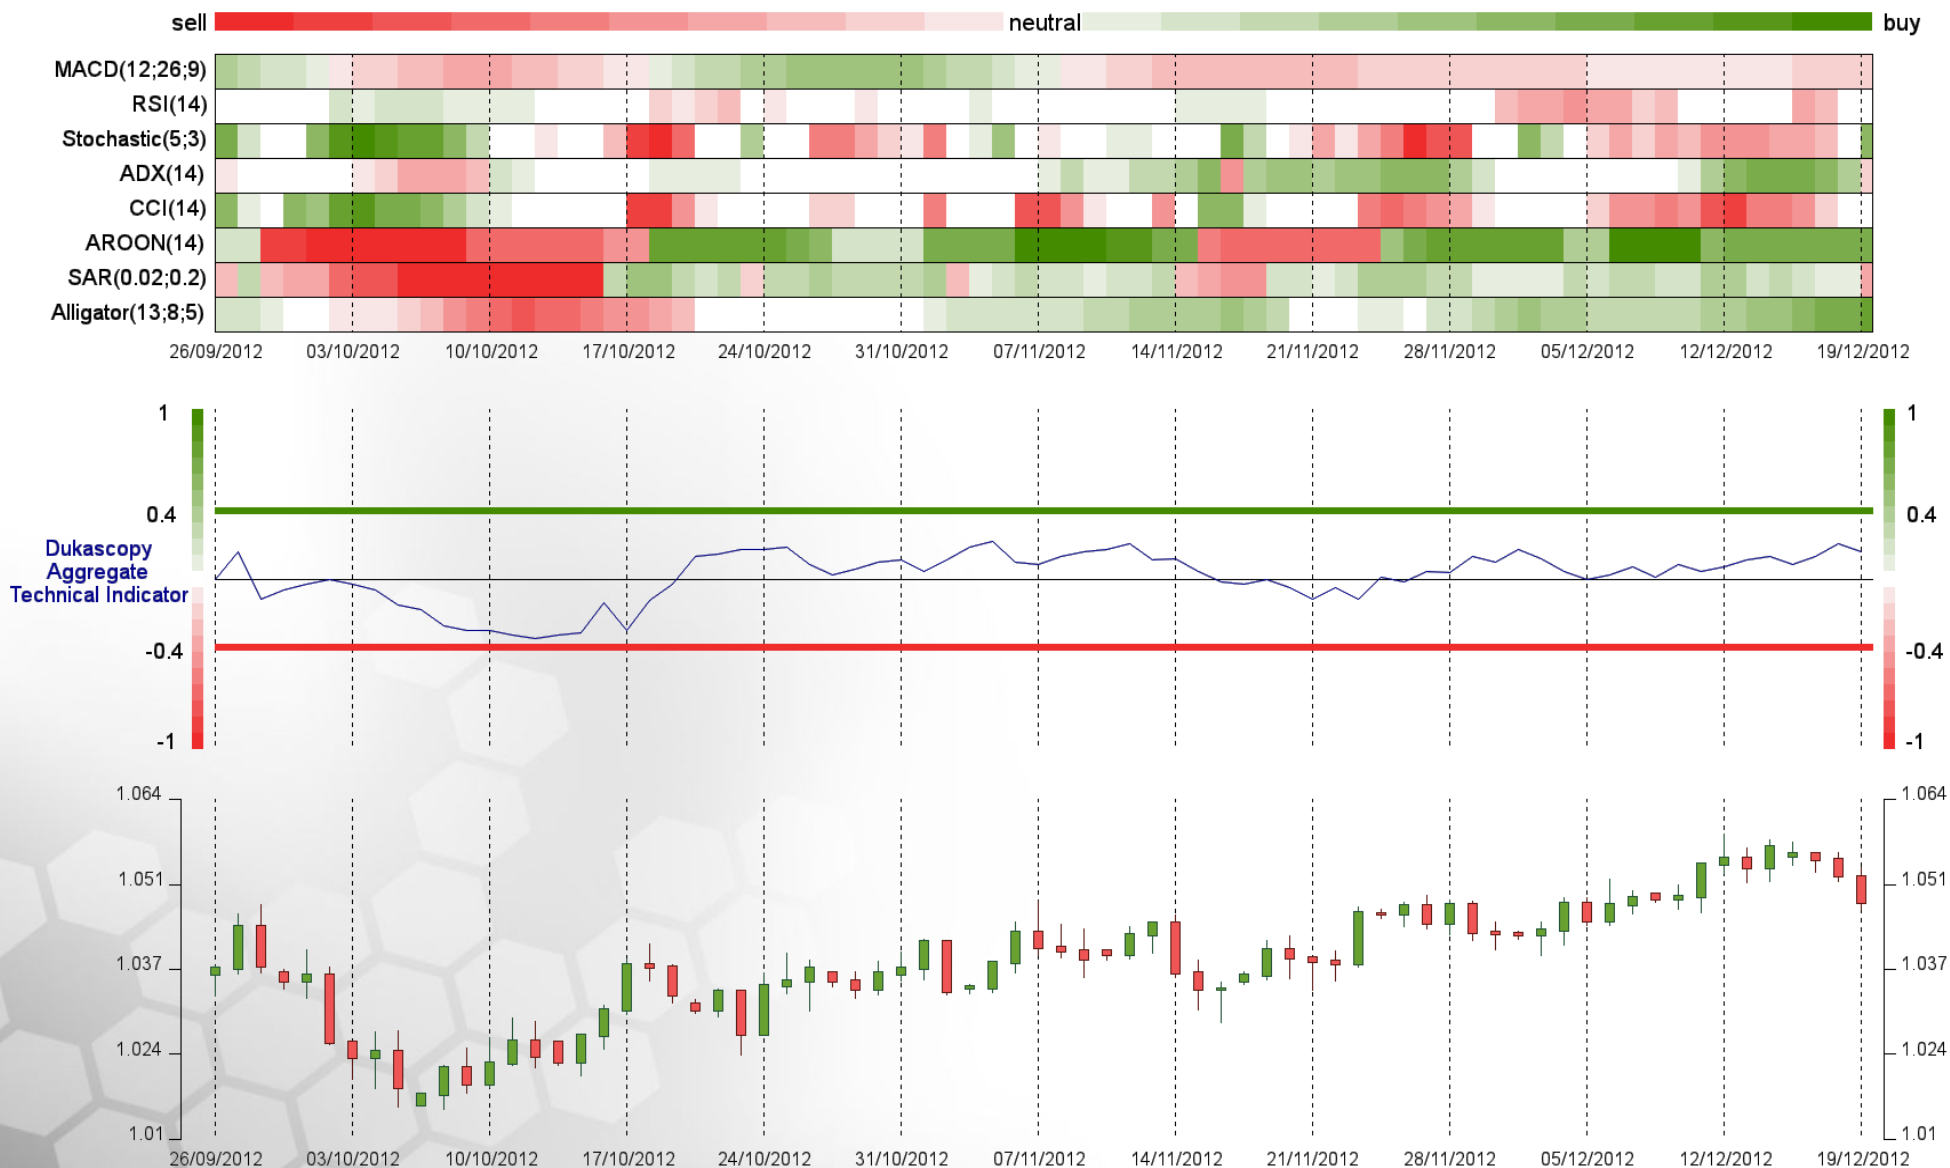 sell neutral buy
MACD(12;26;9)
RSI(14)
Stochastic(5;3)
ADX(14)
CCI(14)
AROON(14)
SAR(0.02;0.2)
Alligator(13;8;5)
26/09/2012 03/10/2012 10/10/2012 17/10/2012 24/10/2012 31/10/2012 07/11/2012 14/11/2012 21/11/2012 28/11/2012 05/12/2012 12/12/2012 19/12/2012
1 1
0.4 0.4
Dukascopy
Aggregate
Technical Indicator
-0.4 -0.4
-1 -1
1.064 1.064
1.051 1.051
1.037 1.037
1.024 1.024
1.01 1.01
26/09/2012 03/10/2012 10/10/2012 17/10/2012 24/10/2012 31/10/2012 07/11/2012 14/11/2012 21/11/2012 28/11/2012 05/12/2012 12/12/2012 19/12/2012